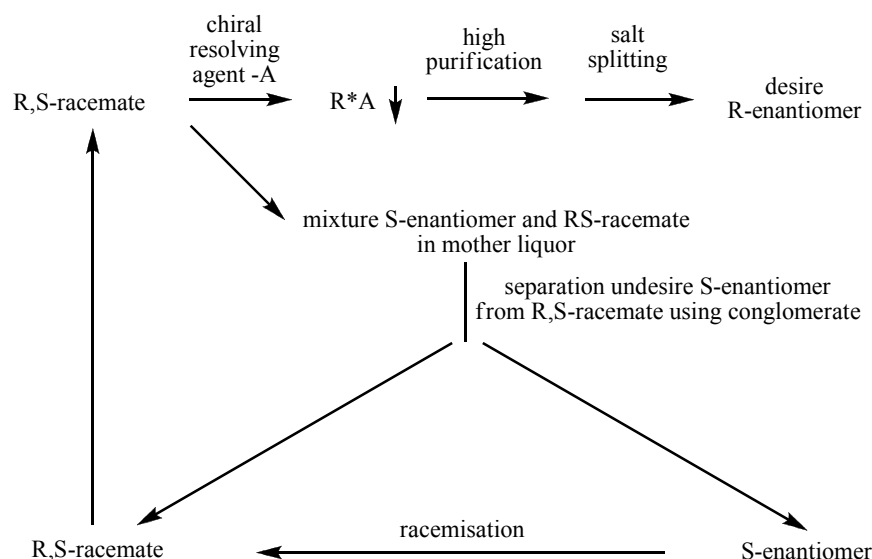 chiral
resolving
agent -A
high
purification
salt
splitting
R,S-racemate
R*A
desire
R-enantiomer
mixture S-enantiomer and RS-racemate
in mother liquor
separation undesire S-enantiomer
from R,S-racemate using conglomerate
racemisation
R,S-racemate
S-enantiomer